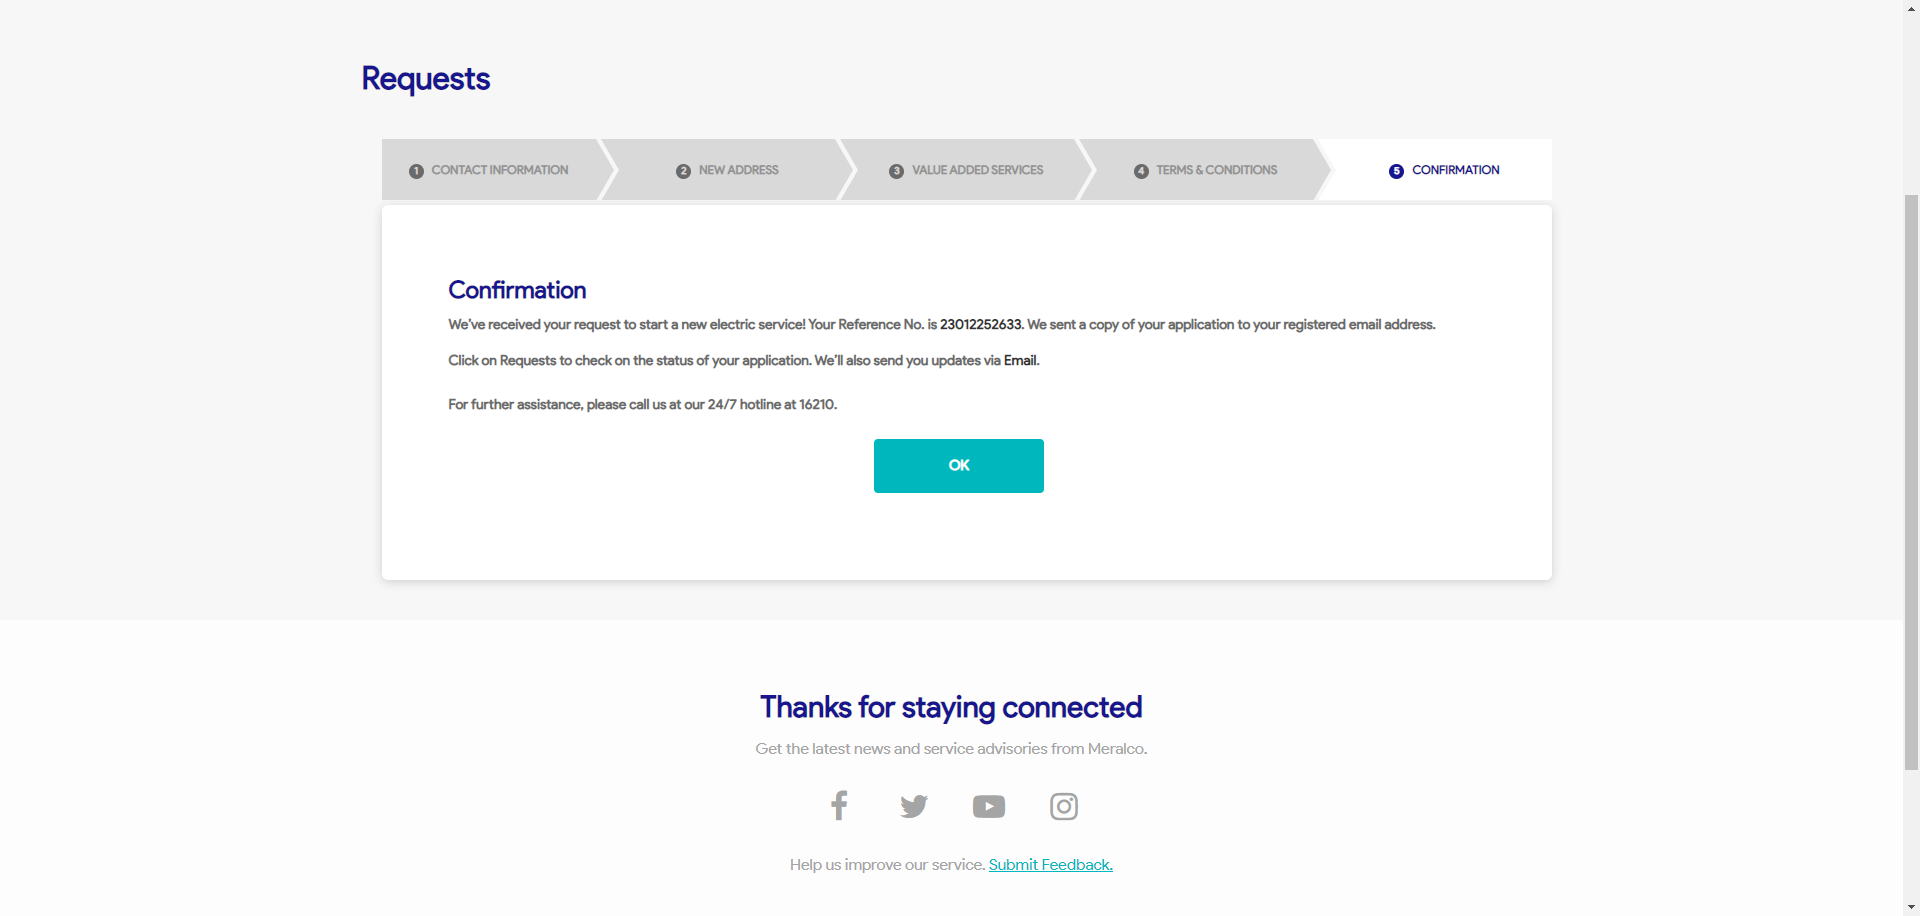 Requests
1 CONTACT INFORMATION
2 NEW ADDRESS
3 VALUE ADDED SERVICES
4 TERMS & CONDITIONS
5 CONFIRMATION
Confirmation
We’ve received your request to start a new electric service! Your Reference No. is 23012252633. We sent a copy of your application to your registered email address.
Click on Requests to check on the status of your application. We’ll also send you updates via Email.
For further assistance, please call us at our 24/7 hotline at 16210.
OK
Thanks for staying connected
Get the latest news and service advisories from Meralco.
Help us improve our service. Submit Feedback.